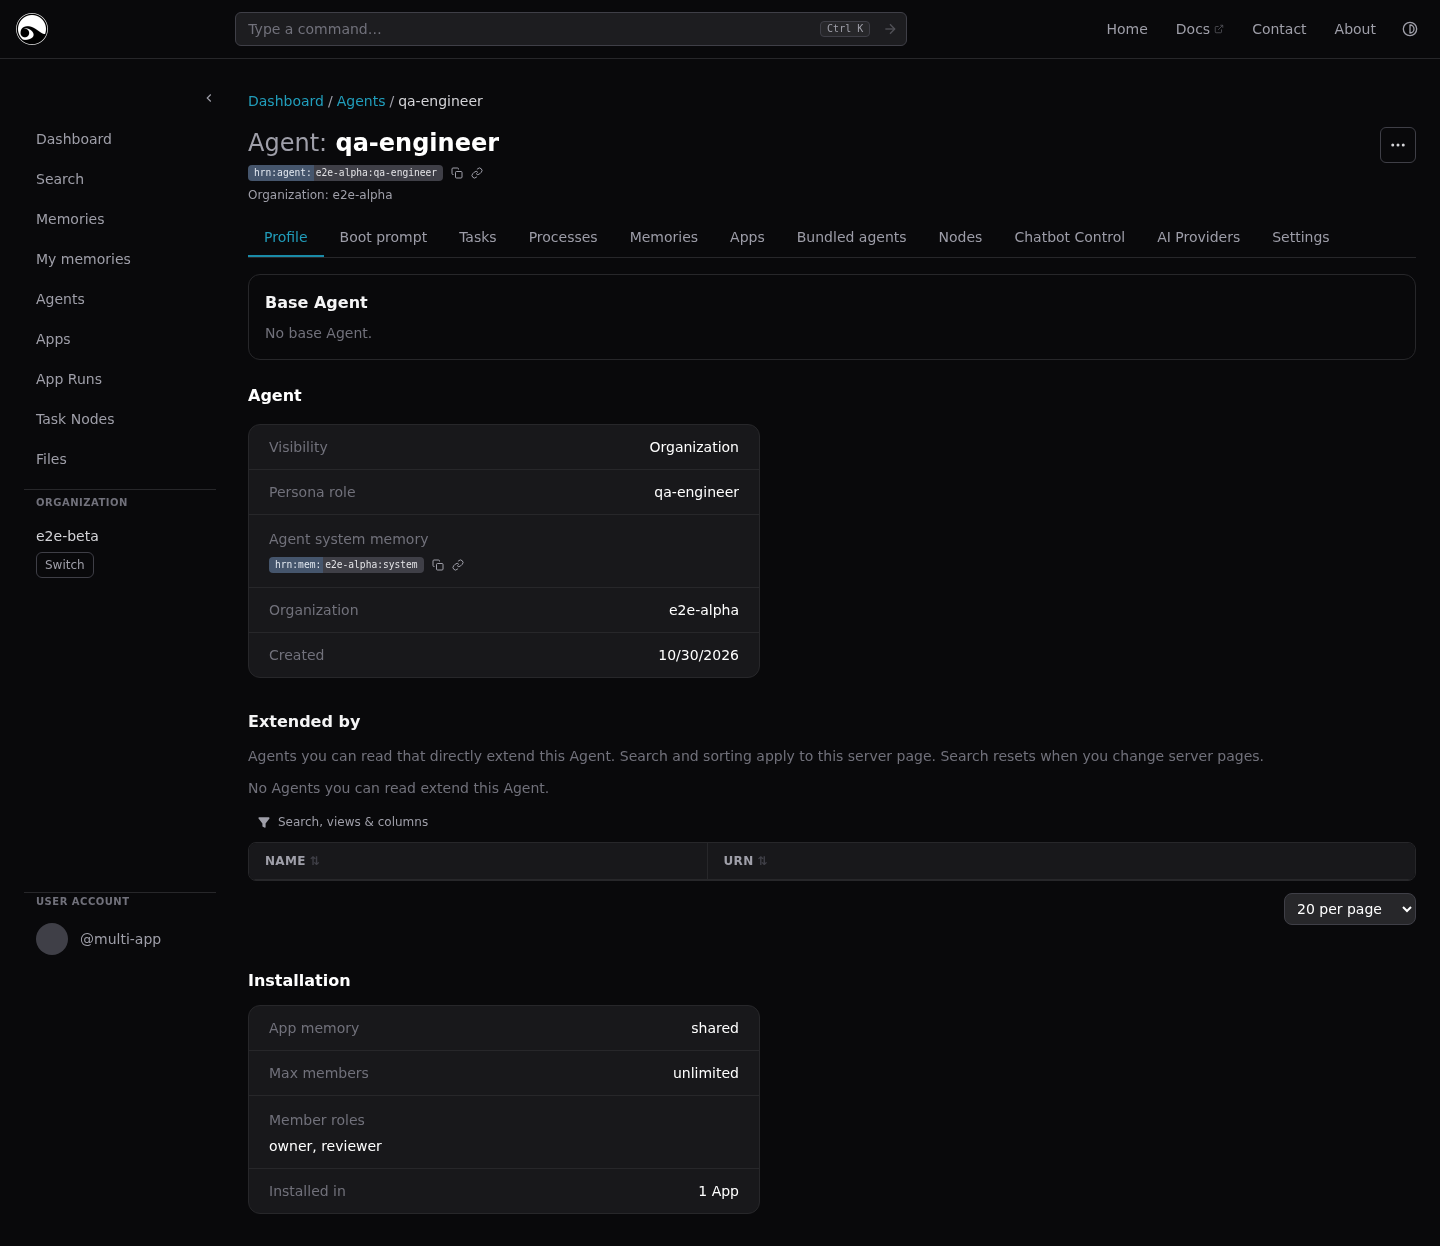 Type a command...
Ctrl K
Home
Docs
Contact
About
Dashboard
Search
Memories
My memories
Agents
Apps
App Runs
Task Nodes
Files
ORGANIZATION
e2e-beta
Switch
USER ACCOUNT
@multi-app
Dashboard / Agents / qa-engineer
Agent: qa-engineer
hrn:agent: e2e-alpha:qa-engineer
Organization: e2e-alpha
Profile
Boot prompt
Tasks
Processes
Memories
Apps
Bundled agents
Nodes
Chatbot Control
AI Providers
Settings
Base Agent
No base Agent.
Agent
Visibility Organization
Persona role qa-engineer
Agent system memory
hrn:mem: e2e-alpha:system
Organization e2e-alpha
Created 10/30/2026
Extended by
Agents you can read that directly extend this Agent. Search and sorting apply to this server page. Search resets when you change server pages.
No Agents you can read extend this Agent.
Search, views & columns
NAME URN
20 per page
Installation
App memory shared
Max members unlimited
Member roles
owner, reviewer
Installed in 1 App